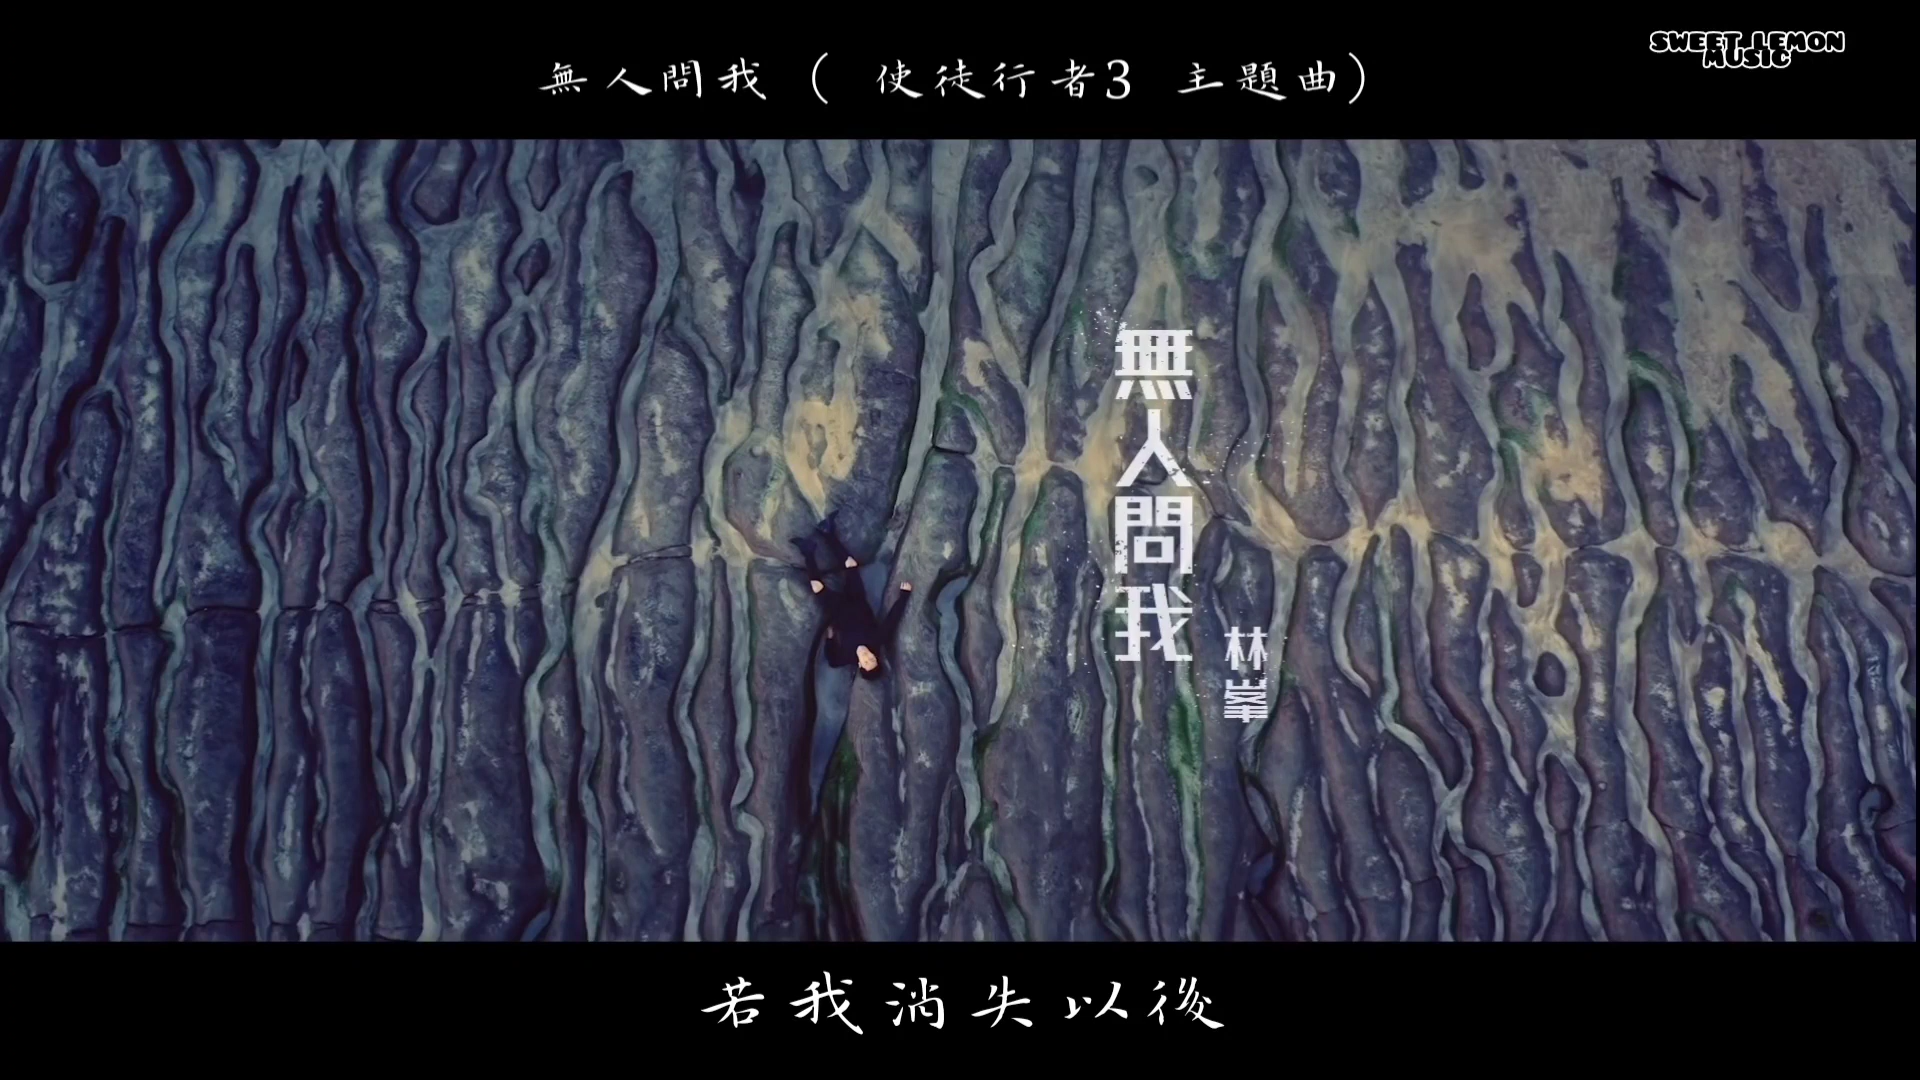 SWEET LEMON
MUSIC
無人問我 ( 使徒行者3 主題曲)
無人問我
林峯
若我消失以後